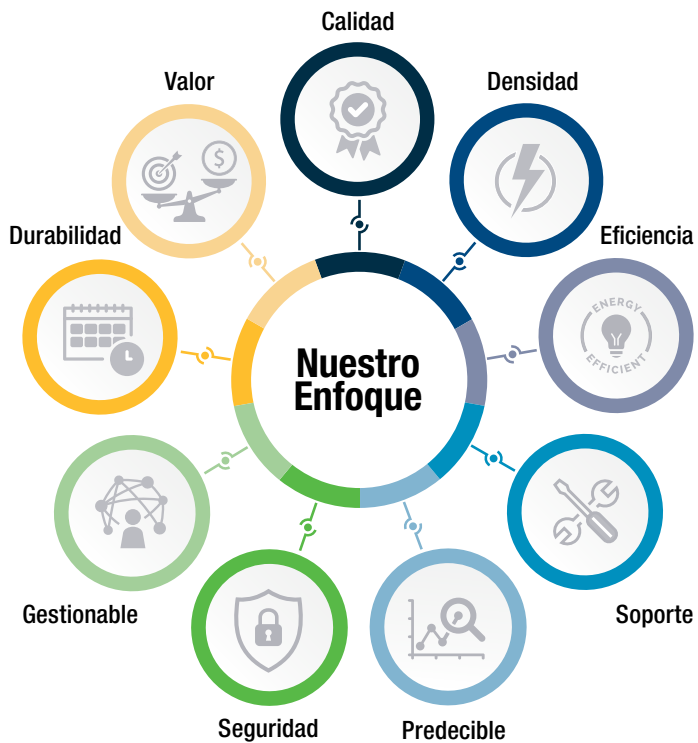 Calidad
Valor
Densidad
$
Durabilidad
Eficiencia
ENERGY
EFFICIENT
Nuestro
Enfoque
Gestionable
Soporte
Seguridad
Predecible